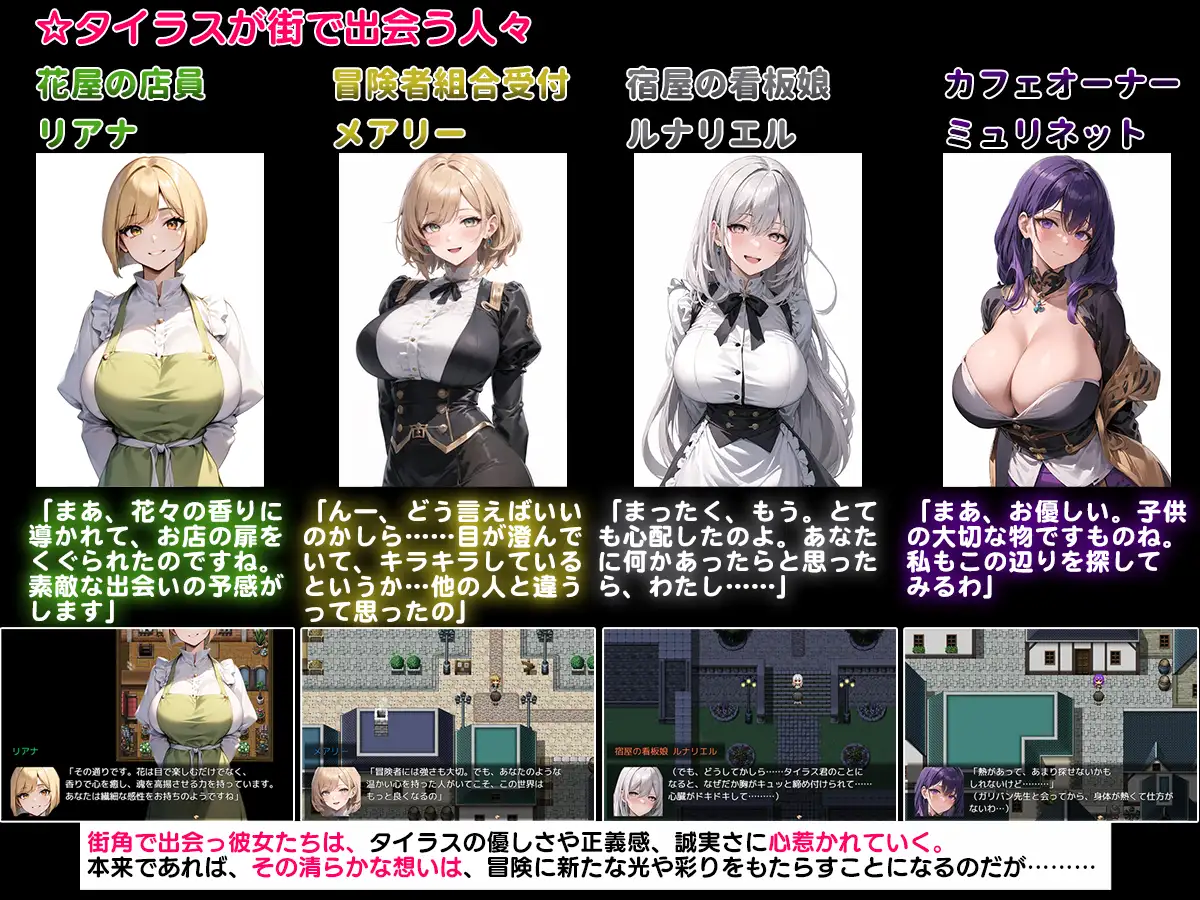 ☆タイラスが街で出会う人々
花屋の店員
リアナ
冒険者組合受付
メアリー
宿屋の看板娘
ルナリエル
カフェオーナー
ミュリネット
「まあ、花々の香りに
導かれて、お店の扉を
くぐられたのですね。
素敵な出会いの予感が
します」
「んー、どう言えばいい
のかしら……目が澄んで
いて、キラキラしている
というか…他の人と違う
って思ったの」
「まったく、もう。とて
も心配したのよ。あなた
に何かあったらと思った
ら、わたし……」
「まあ、お優しい。子供
の大切な物ですものね。
私もこの辺りを探して
みるわ」
リアナ
「その通りです。花は目で楽しむだけでなく、
香りで心を癒し、魂を高揚させる力を持っています。
あなたは繊細な感性をお持ちのようですね」
メアリー
「冒険者には強さも大切。でも、あなたのような
温かい心を持った人がいてこそ、この世界は
もっと良くなるの」
宿屋の看板娘 ルナリエル
(でも、どうしてかしら……タイラス君のことに
なると、なぜだか胸がキュッと締め付けられて……
心臓がドキドキして………)
「熱があって、あまり探せないかも
しれないけど………」
(ガリバン先生と会ってから、身体が熱くて仕方が
ないわ…)
街角で出会っ彼女たちは、タイラスの優しさや正義感、誠実さに心惹かれていく。
本来であれば、その清らかな想いは、冒険に新たな光や彩りをもたらすことになるのだが………